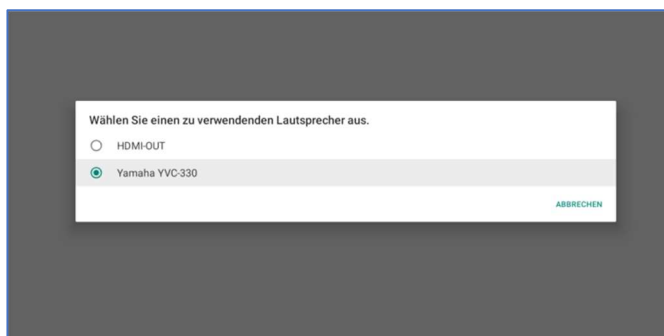 Wählen Sie einen zu verwendenden Lautsprecher aus.
HDMI-OUT
Yamaha YVC-330
ABBRECHEN